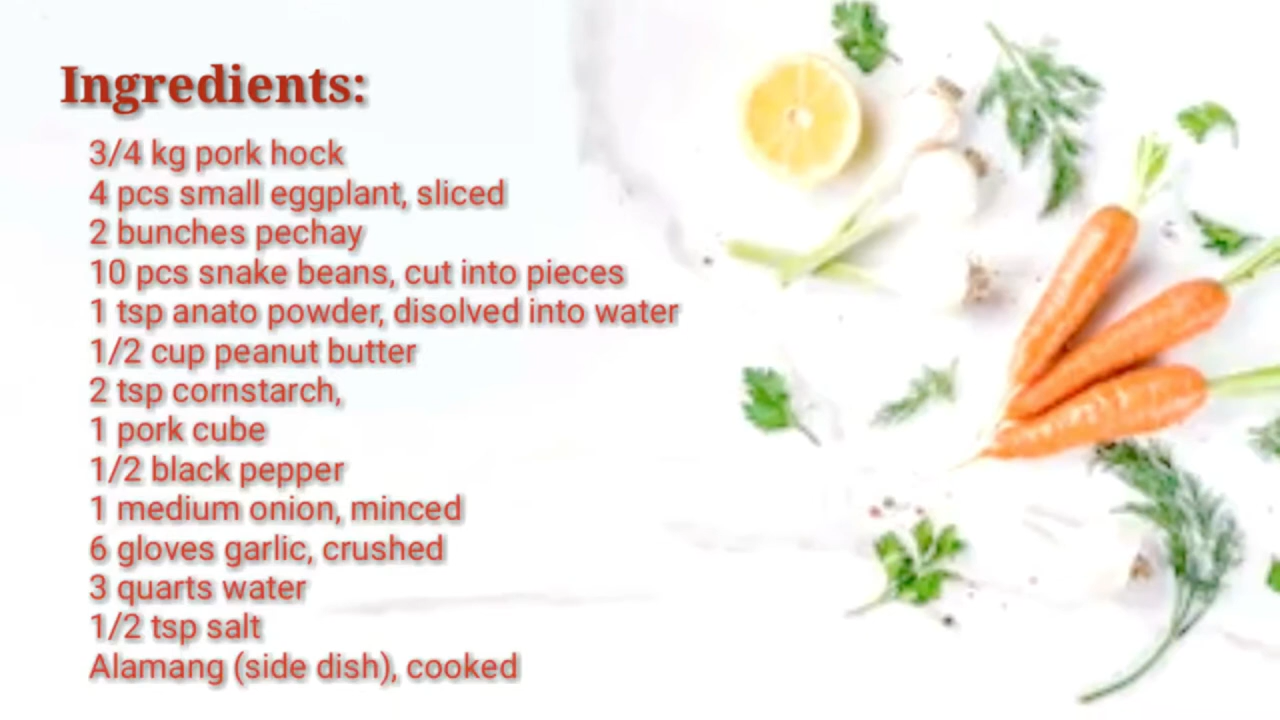 Ingredients:
3/4 kg pork hock
4 pcs small eggplant, sliced
2 bunches pechay
10 pcs snake beans, cut into pieces
1 tsp anato powder, disolved into water
1/2 cup peanut butter
2 tsp cornstarch,
1 pork cube
1/2 black pepper
1 medium onion, minced
6 gloves garlic, crushed
3 quarts water
1/2 tsp salt
Alamang (side dish), cooked